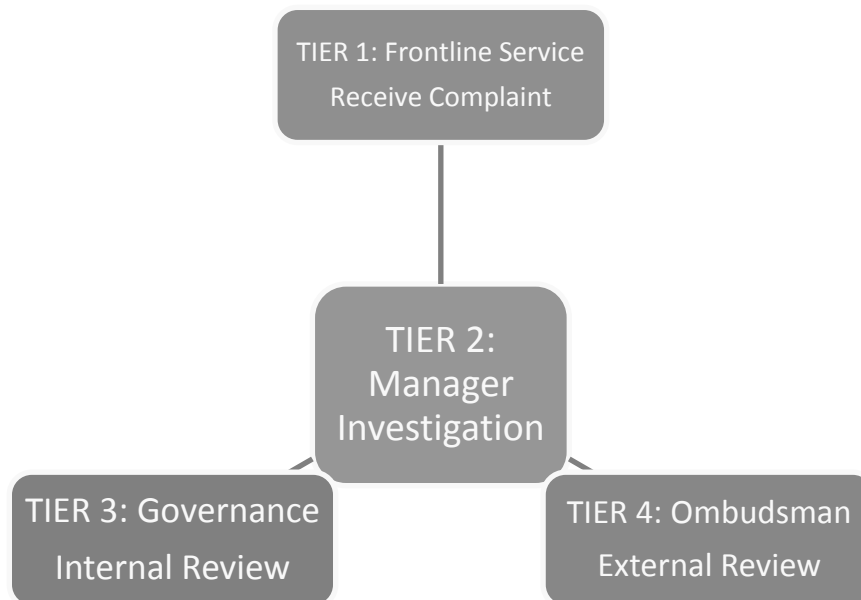 TIER 1: Frontline Service
Receive Complaint
TIER 2:
Manager
Investigation
TIER 3: Governance
Internal Review
TIER 4: Ombudsman
External Review